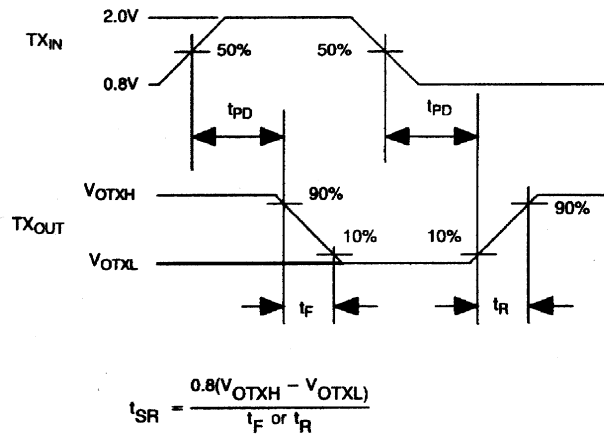 2.0V
TX_IN
50%
50%
0.8V
t_PD
t_PD
V_OTXH
90%
90%
TX_OUT
10%
10%
V_OTXL
t_F
t_R
t_SR = 0.8(V_OTXH – V_OTXL) / t_F or t_R